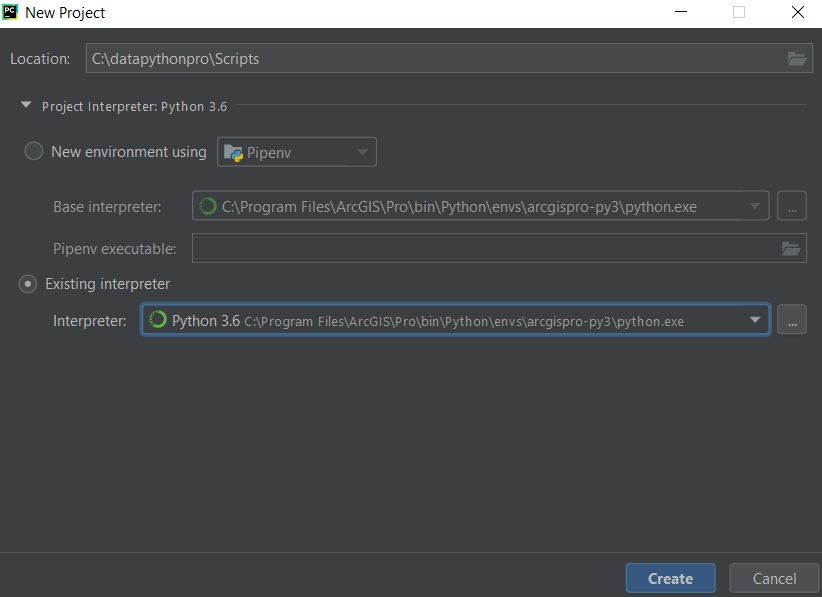 PC New Project
Location: C:\datapythonpro\Scripts
Project Interpreter: Python 3.6
New environment using Pipenv
Base interpreter: C:\Program Files\ArcGIS\Pro\bin\Python\envs\arcgispro-py3\python.exe ...
Pipenv executable:
Existing interpreter
Interpreter: Python 3.6 C:\Program Files\ArcGIS\Pro\bin\Python\envs\arcgispro-py3\python.exe ...
Create Cancel